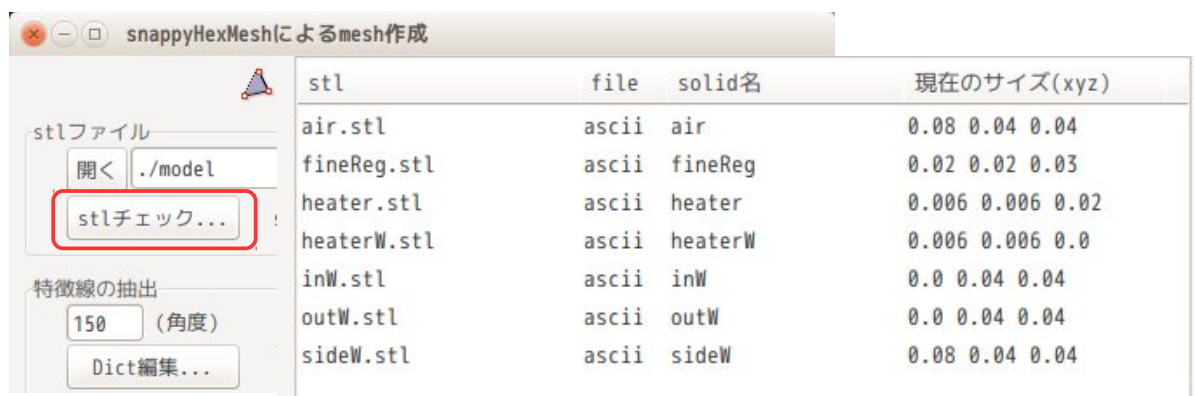 snappyHexMeshによるmesh作成
stlファイル
開く ./model
stlチェック...
特徴線の抽出
150 (角度)
Dict編集...
stl file solid名 現在のサイズ(xyz)
air.stl ascii air 0.08 0.04 0.04
fineReg.stl ascii fineReg 0.02 0.02 0.03
heater.stl ascii heater 0.006 0.006 0.02
heaterW.stl ascii heaterW 0.006 0.006 0.0
inW.stl ascii inW 0.0 0.04 0.04
outW.stl ascii outW 0.0 0.04 0.04
sideW.stl ascii sideW 0.08 0.04 0.04